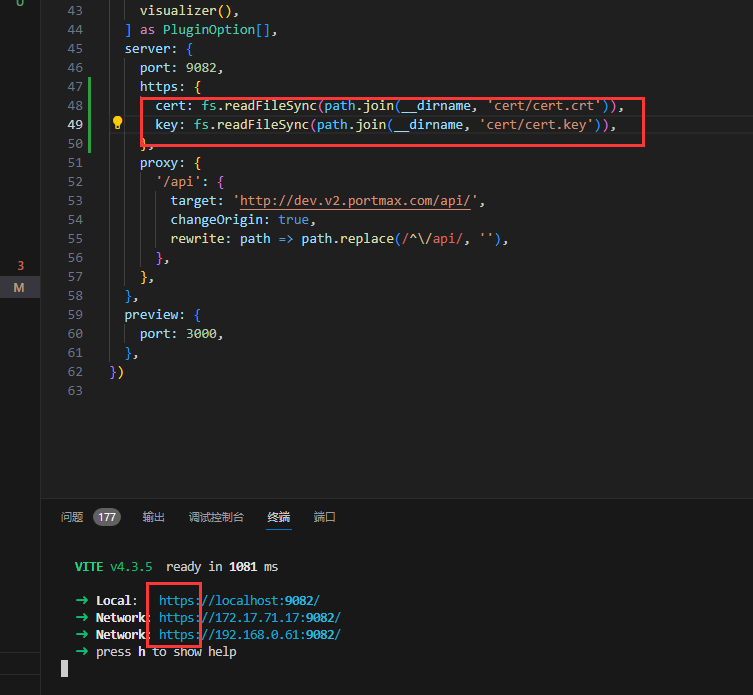 U
43 visualizer(),
44 ] as PluginOption[],
45 server: {
46 port: 9082,
47 https: {
48 cert: fs.readFileSync(path.join(__dirname, 'cert/cert.crt')),
49 key: fs.readFileSync(path.join(__dirname, 'cert/cert.key')),
50 },
51 proxy: {
52 '/api': {
53 target: 'http://dev.v2.portmax.com/api/',
54 changeOrigin: true,
55 rewrite: path => path.replace(/^\/api/, ''),
56 },
3
57 },
M
58 },
59 preview: {
60 port: 3000,
61 },
62 })
63
问题 177 输出 调试控制台 终端 端口
VITE v4.3.5 ready in 1081 ms
➜ Local: https://localhost:9082/
➜ Network: https://172.17.71.17:9082/
➜ Network: https://192.168.0.61:9082/
➜ press h to show help